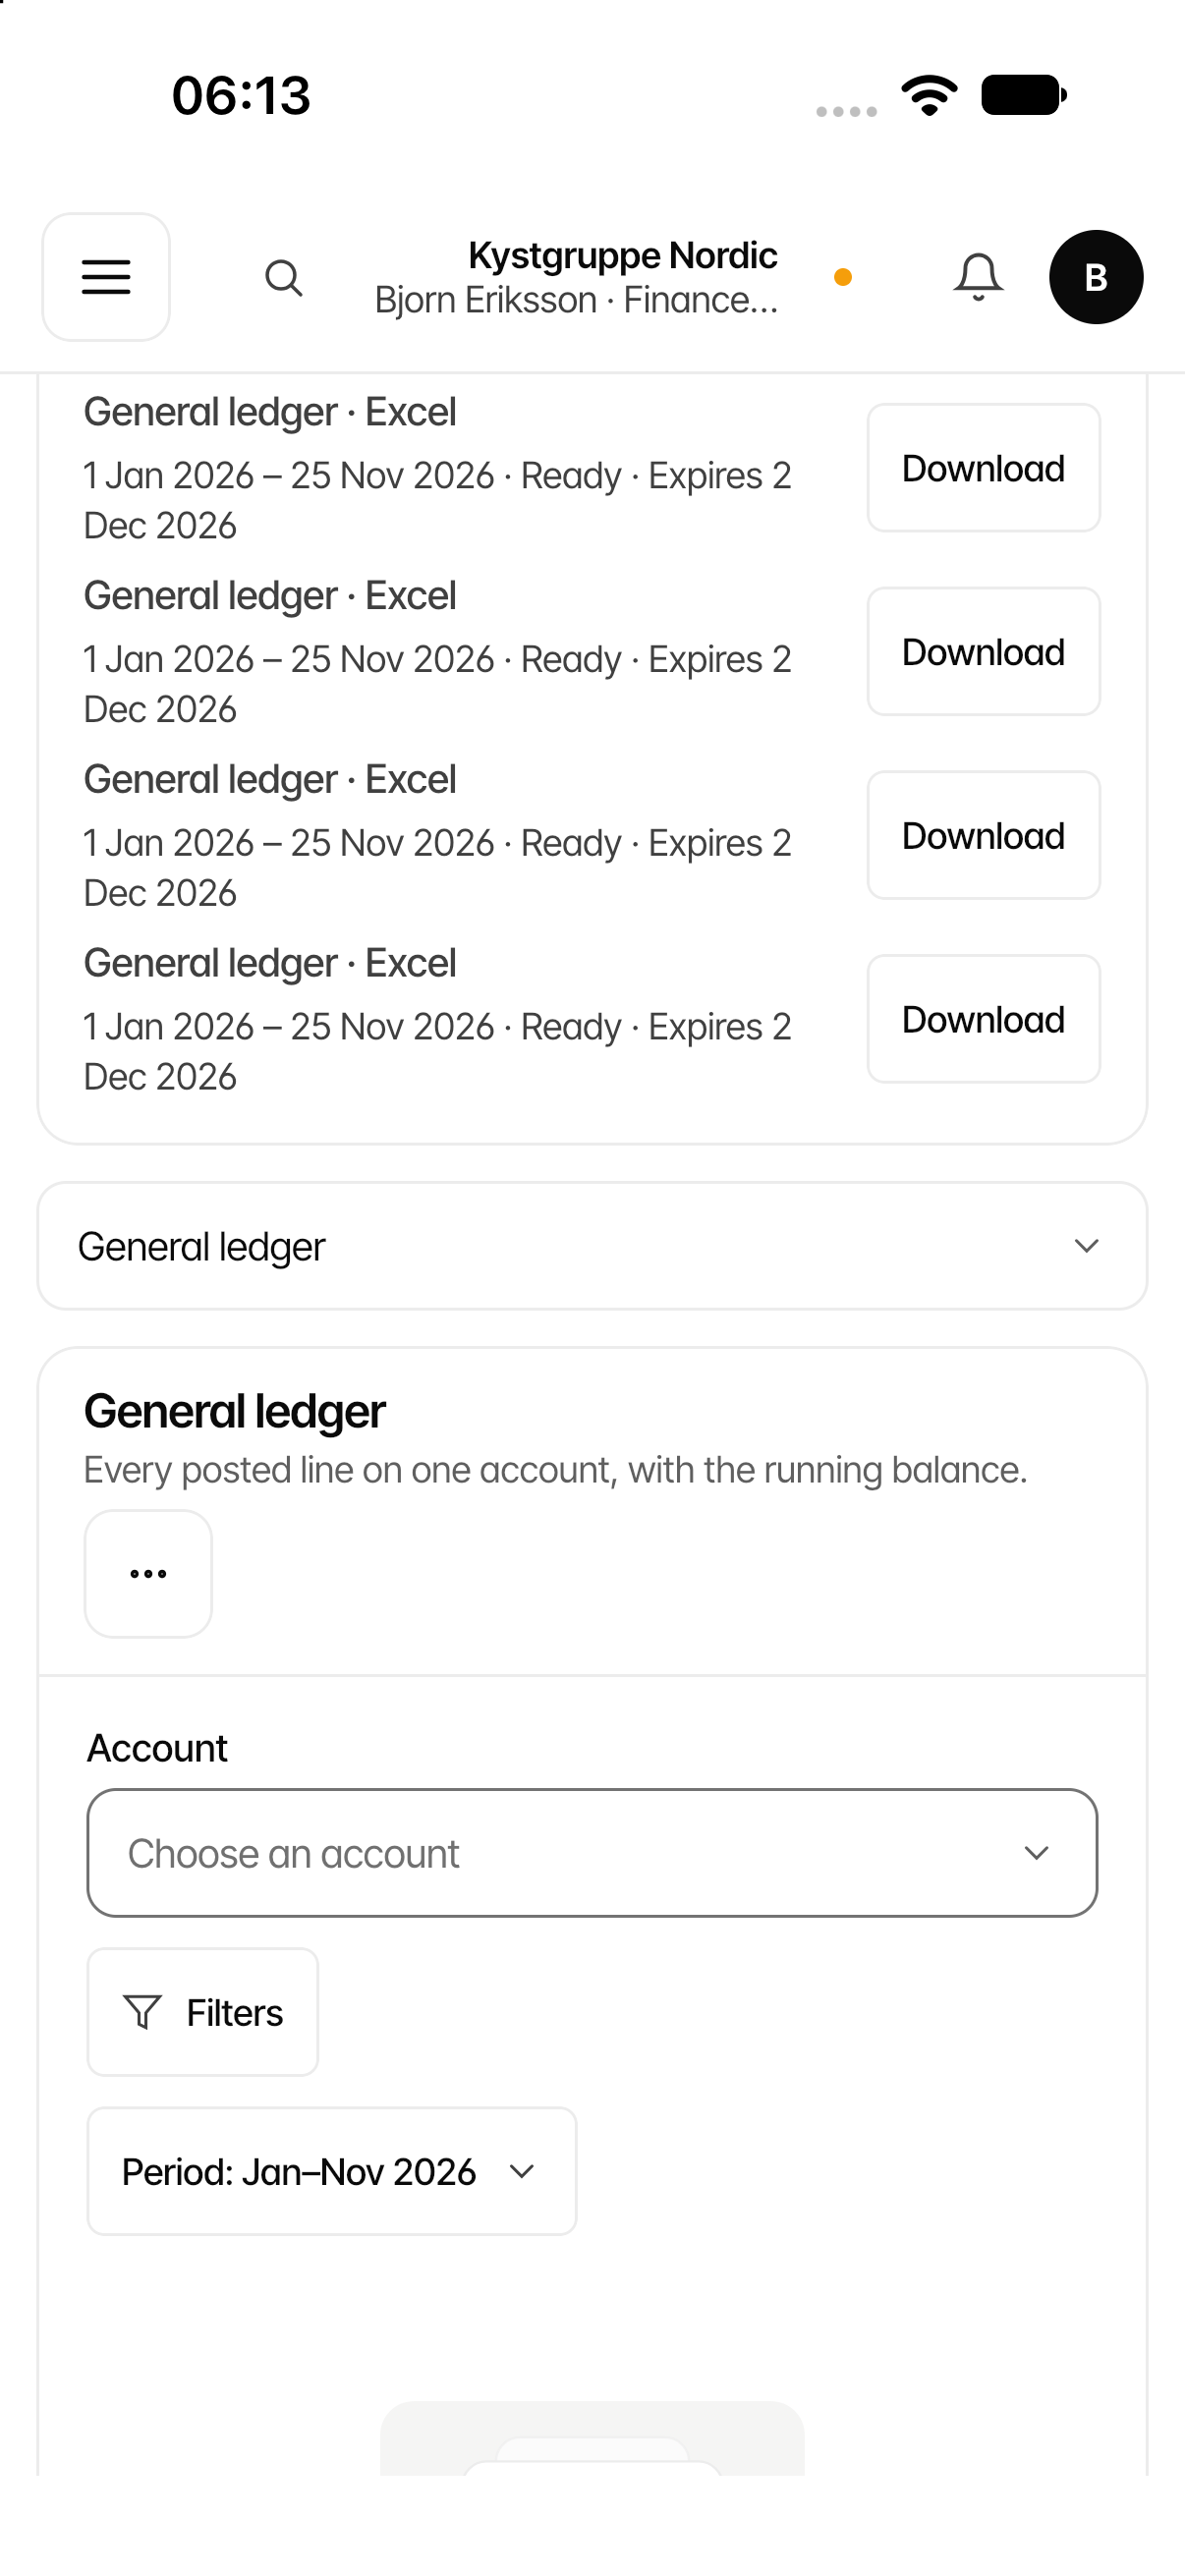 06:13
Kystgruppe Nordic
Bjorn Eriksson · Finance...
B
General ledger · Excel
1 Jan 2026 – 25 Nov 2026 · Ready · Expires 2
Dec 2026
Download
General ledger · Excel
1 Jan 2026 – 25 Nov 2026 · Ready · Expires 2
Dec 2026
Download
General ledger · Excel
1 Jan 2026 – 25 Nov 2026 · Ready · Expires 2
Dec 2026
Download
General ledger · Excel
1 Jan 2026 – 25 Nov 2026 · Ready · Expires 2
Dec 2026
Download
General ledger
General ledger
Every posted line on one account, with the running balance.
Account
Choose an account
Filters
Period: Jan–Nov 2026